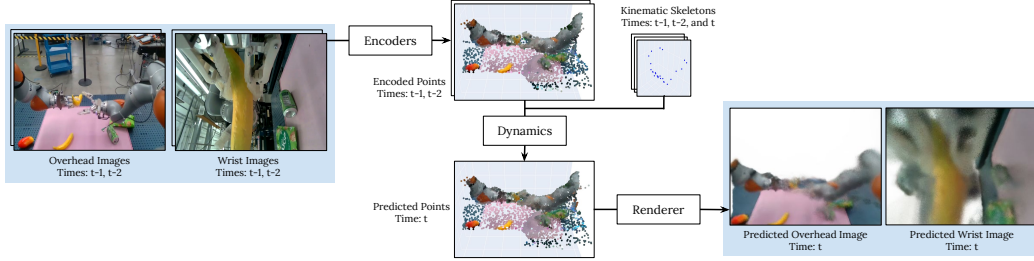 Overhead Images
Times: t-1, t-2
Wrist Images
Times: t-1, t-2
Encoders
Encoded Points
Times: t-1, t-2
Kinematic Skeletons
Times: t-1, t-2, and t
Dynamics
Predicted Points
Time: t
Renderer
Predicted Overhead Image
Time: t
Predicted Wrist Image
Time: t